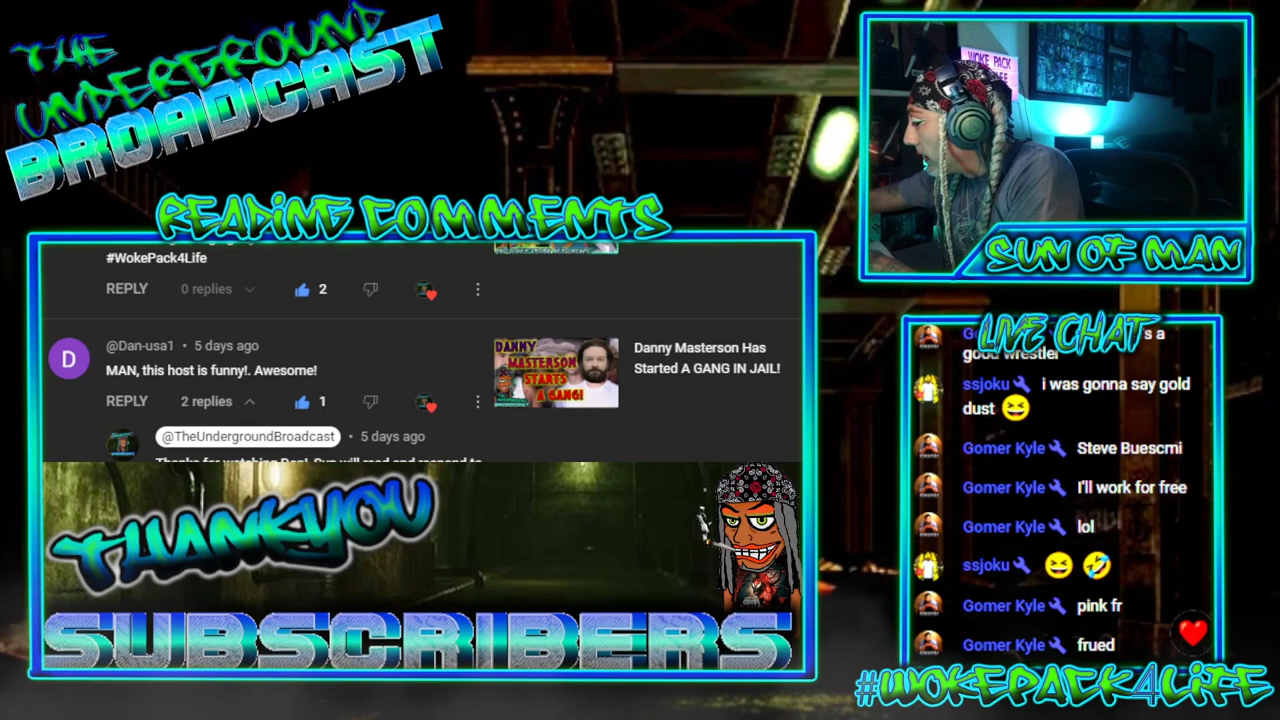 THE
UNDERGROUND
BROADCAST
READING COMMENTS
#WokePack4Life
REPLY 0 replies 2
D
@Dan-usa1 • 5 days ago
MAN, this host is funny!. Awesome!
REPLY 2 replies 1
DANNY
MASTERSON
STARTS
A GANG!
Danny Masterson Has
Started A GANG IN JAIL!
@TheUndergroundBroadcast • 5 days ago
THANKYOU
SUBSCRIBERS
WOKE PACK
SUN OF MAN
LIVE CHAT
s a
good wrestler
ssjoku i was gonna say gold
dust
Gomer Kyle Steve Buescmi
Gomer Kyle I'll work for free
Gomer Kyle lol
ssjoku
Gomer Kyle pink fr
Gomer Kyle frued
#WOKEPACK4LIFE